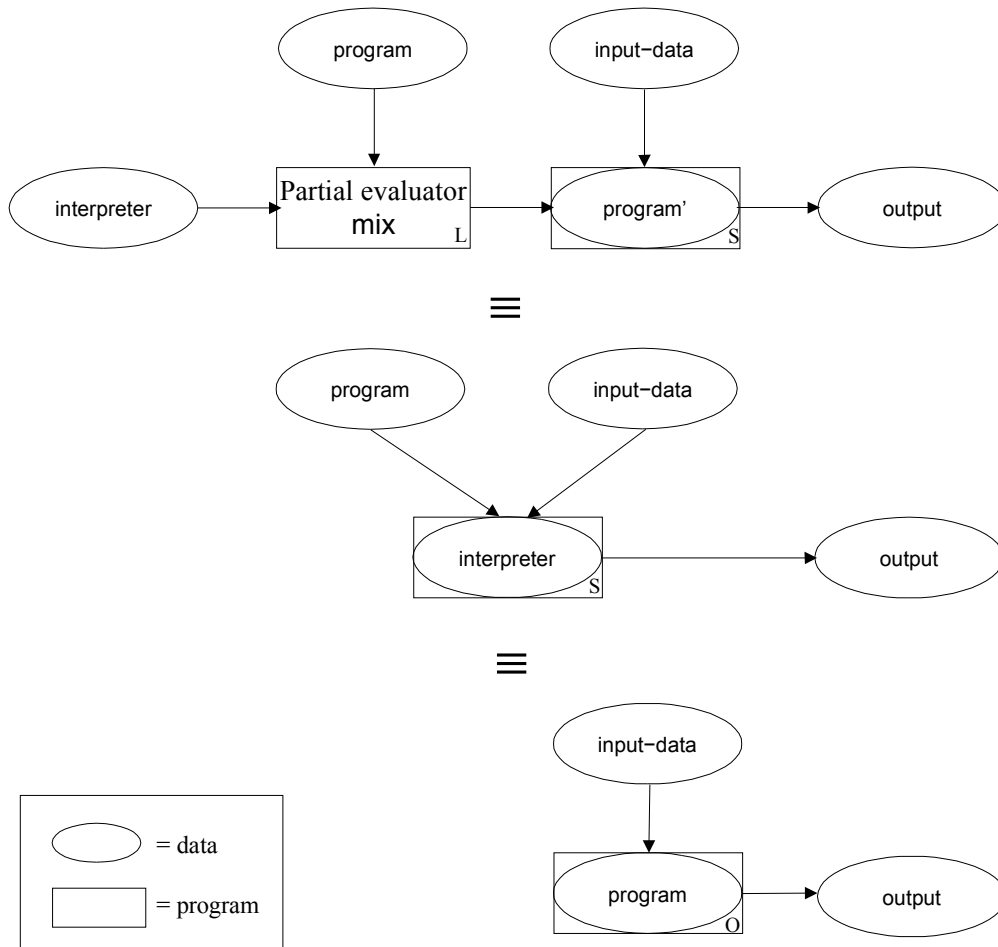 program
input−data
interpreter
Partial evaluator
mix
L
program’
S
output
≡
program
input−data
interpreter
S
output
≡
input−data
= data
= program
program
O
output